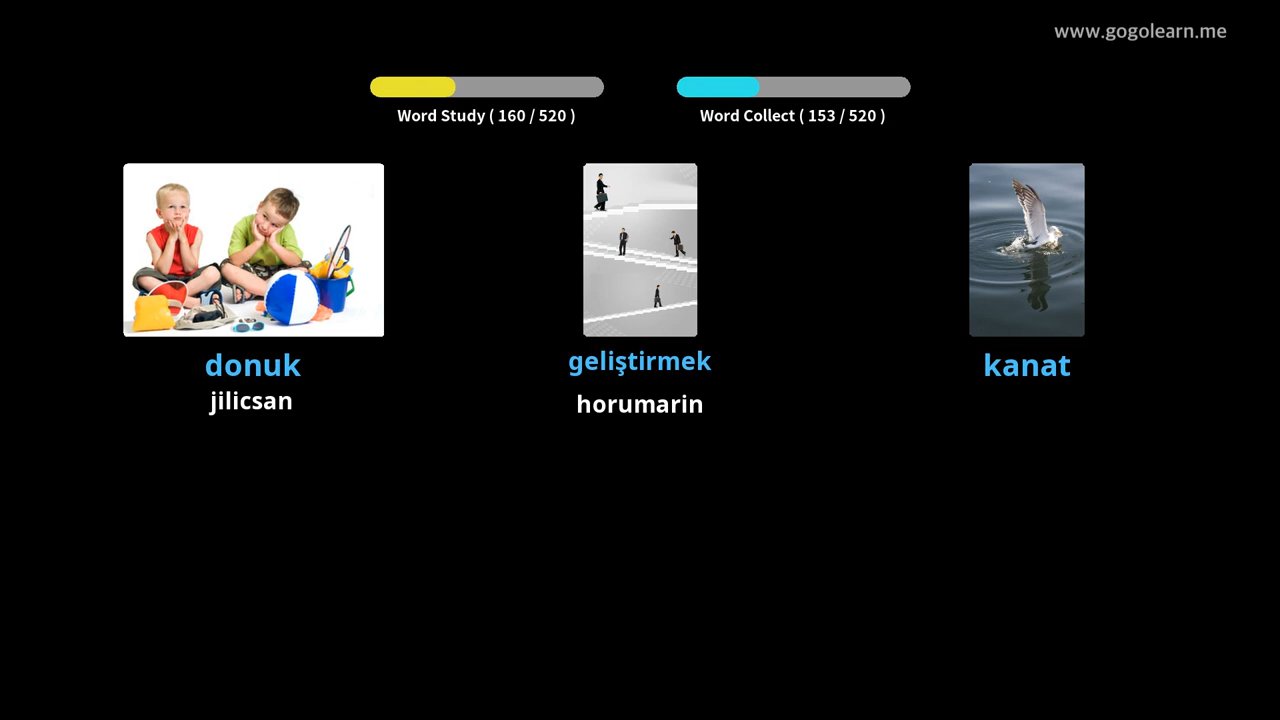 www.gogolearn.me
Word Study ( 160 / 520 )
Word Collect ( 153 / 520 )
donuk
jilicsan
geliştirmek
horumarin
kanat